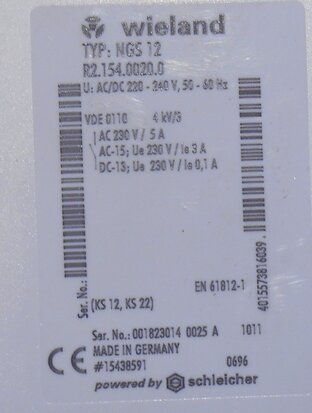 wieland
TYP: NGS 12
R2.154.0020.0
U: AC/DC 220 - 240 V, 50 - 60 Hz
VDE 0110 4 kV/3
AC 230 V / 5 A
AC-15; Ue 230 V / Ie 3 A
DC-13; Ue 230 V / Ie 0,1 A
EN 61812-1
4015573816039
Ser. No.:
(KS 12, KS 22)
Ser. No.: 001823014 0025 A 1011
MADE IN GERMANY
CE #15438591 0696
powered by schleicher